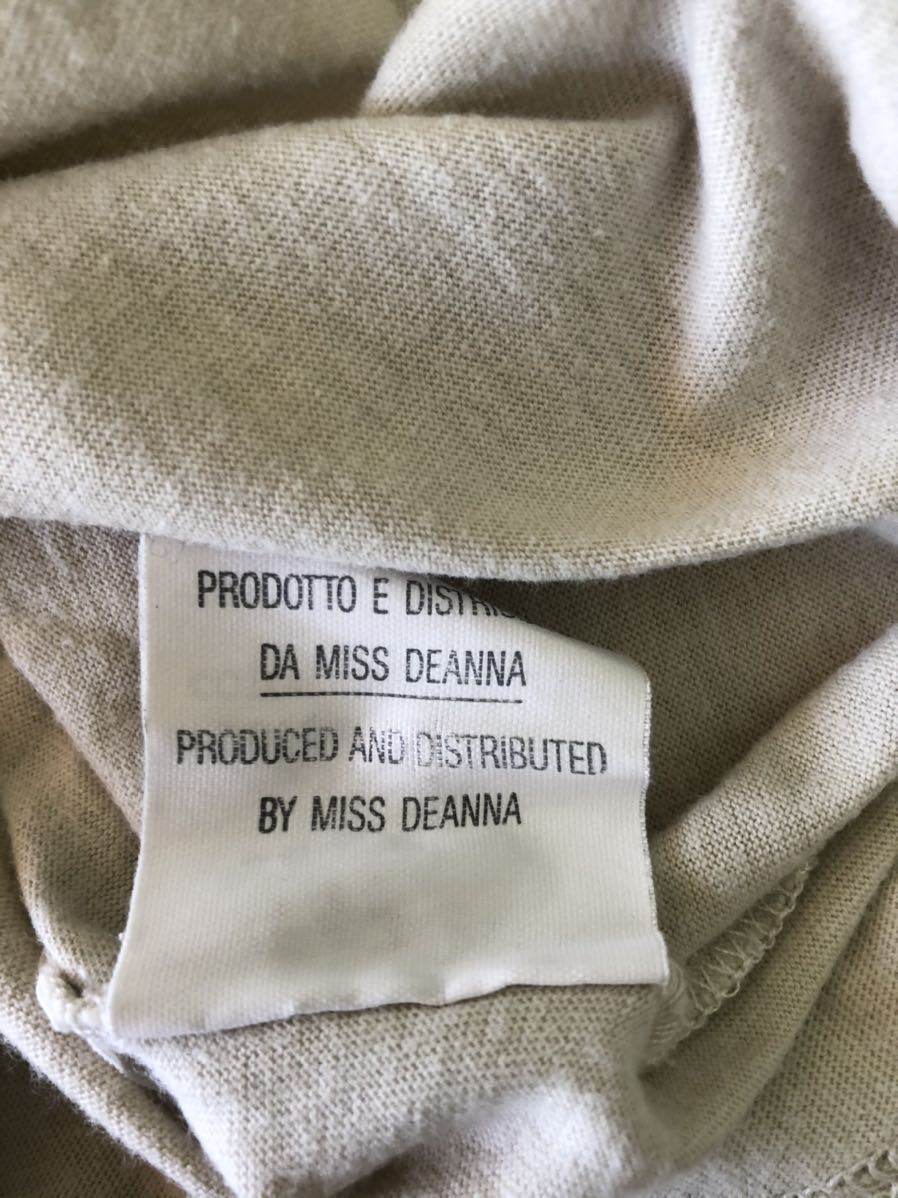 PRODOTTO E DISTRI
DA MISS DEANNA
PRODUCED AND DISTRIBUTED
BY MISS DEANNA